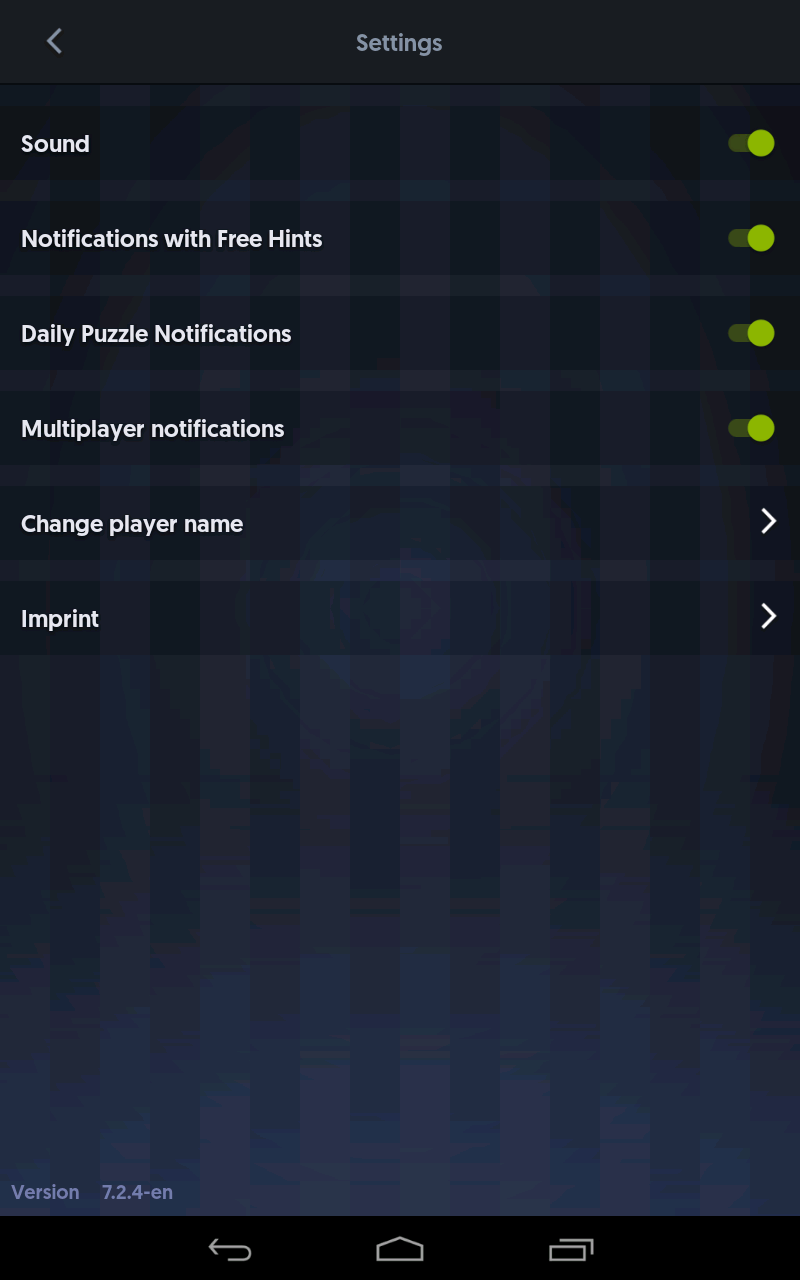 Settings
Sound
Notifications with Free Hints
Daily Puzzle Notifications
Multiplayer notifications
Change player name
Imprint
Version 7.2.4-en